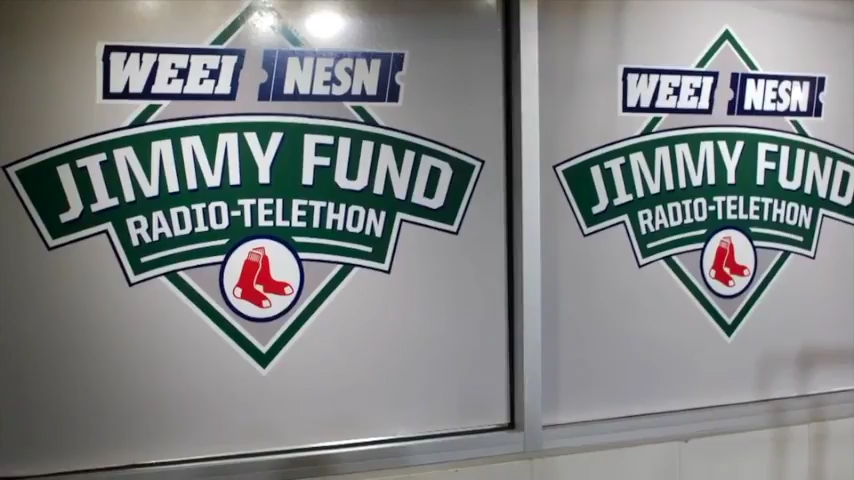 WEEI NESN
JIMMY FUND
RADIO-TELETHON
WEEI NESN
JIMMY FUND
RADIO-TELETHON